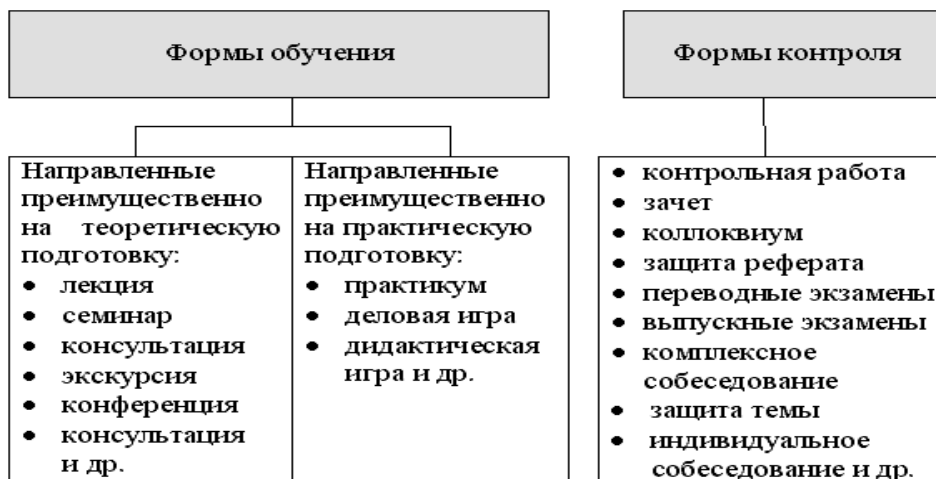 Формы обучения
Формы контроля
Направленные
преимущественно
на теоретическую
подготовку:
● лекция
● семинар
● консультация
● экскурсия
● конференция
● консультация
и др.
Направленные
преимущественно
на практическую
подготовку:
● практикум
● деловая игра
● дидактическая
игра и др.
● контрольная работа
● зачет
● коллоквиум
● защита реферата
● переводные экзамены
● выпускные экзамены
● комплексное
собеседование
● защита темы
● индивидуальное
собеседование и др.